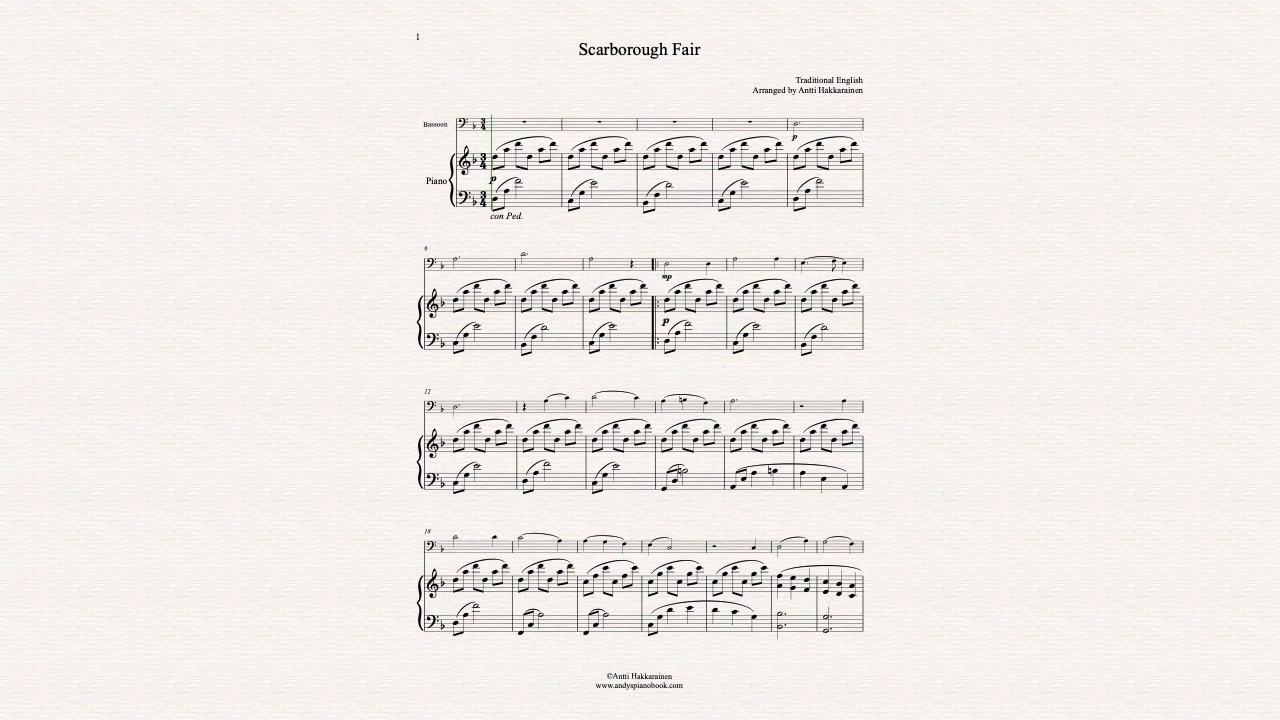 1
Scarborough Fair
Traditional English
Arranged by Antti Hakkarainen
Bassoon
p
Piano
p
con Ped.
6
mp
p
12
18
©Antti Hakkarainen
www.andyspianobook.com